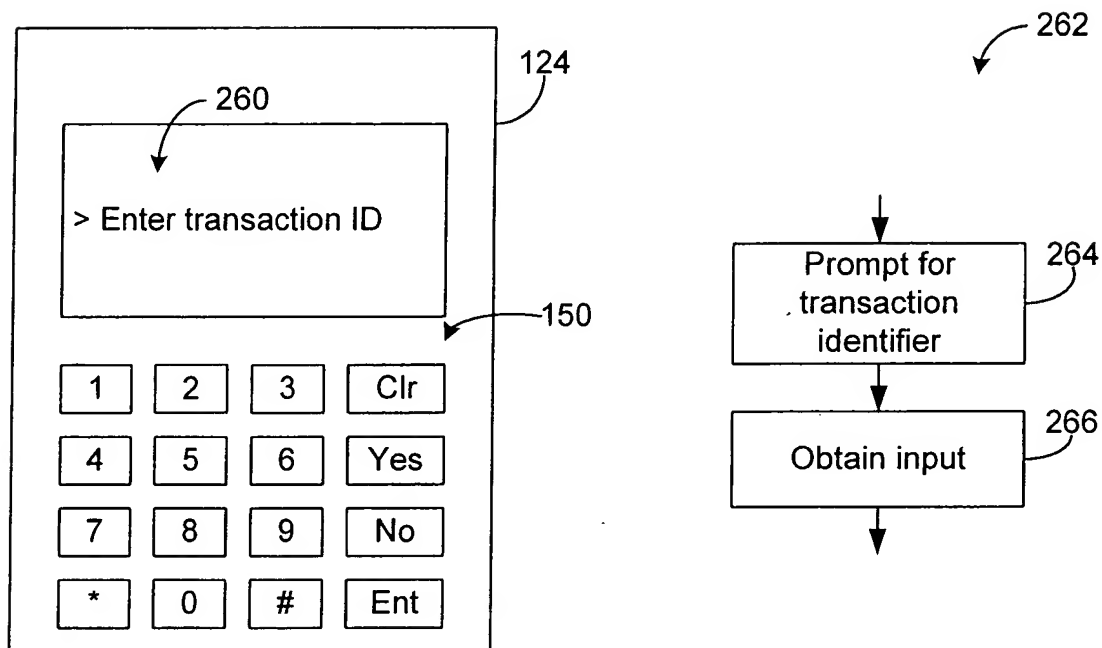 262
124
260
> Enter transaction ID
264
Prompt for
transaction
identifier
150
1 2 3 Clr
266
4 5 6 Yes
Obtain input
7 8 9 No
* 0 # Ent